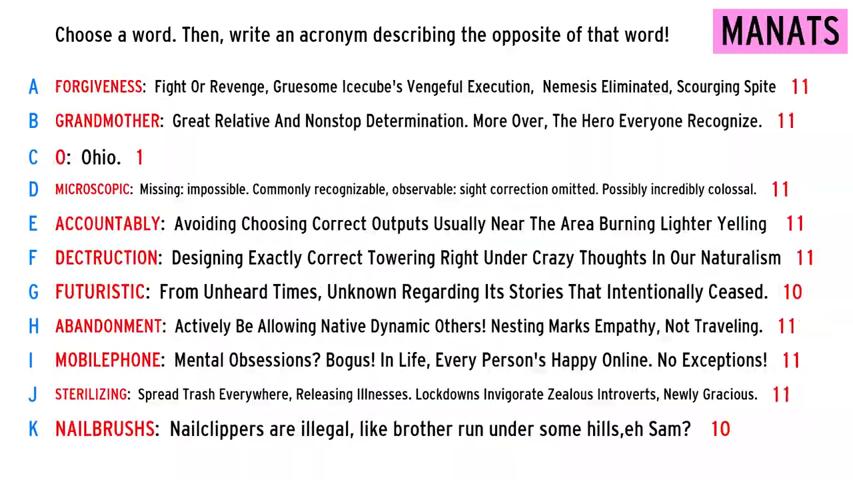 Choose a word. Then, write an acronym describing the opposite of that word! MANATS
A FORGIVENESS: Fight Or Revenge, Gruesome Icecube's Vengeful Execution, Nemesis Eliminated, Scourging Spite 11
B GRANDMOTHER: Great Relative And Nonstop Determination. More Over, The Hero Everyone Recognize. 11
C O: Ohio. 1
D MICROSCOPIC: Missing: impossible. Commonly recognizable, observable: sight correction omitted. Possibly incredibly colossal. 11
E ACCOUNTABLY: Avoiding Choosing Correct Outputs Usually Near The Area Burning Lighter Yelling 11
F DECTRUCTION: Designing Exactly Correct Towering Right Under Crazy Thoughts In Our Naturalism 11
G FUTURISTIC: From Unheard Times, Unknown Regarding Its Stories That Intentionally Ceased. 10
H ABANDONMENT: Actively Be Allowing Native Dynamic Others! Nesting Marks Empathy, Not Traveling. 11
I MOBILEPHONE: Mental Obsessions? Bogus! In Life, Every Person's Happy Online. No Exceptions! 11
J STERILIZING: Spread Trash Everywhere, Releasing Illnesses. Lockdowns Invigorate Zealous Introverts, Newly Gracious. 11
K NAILBRUSHS: Nailclippers are illegal, like brother run under some hills,eh Sam? 10